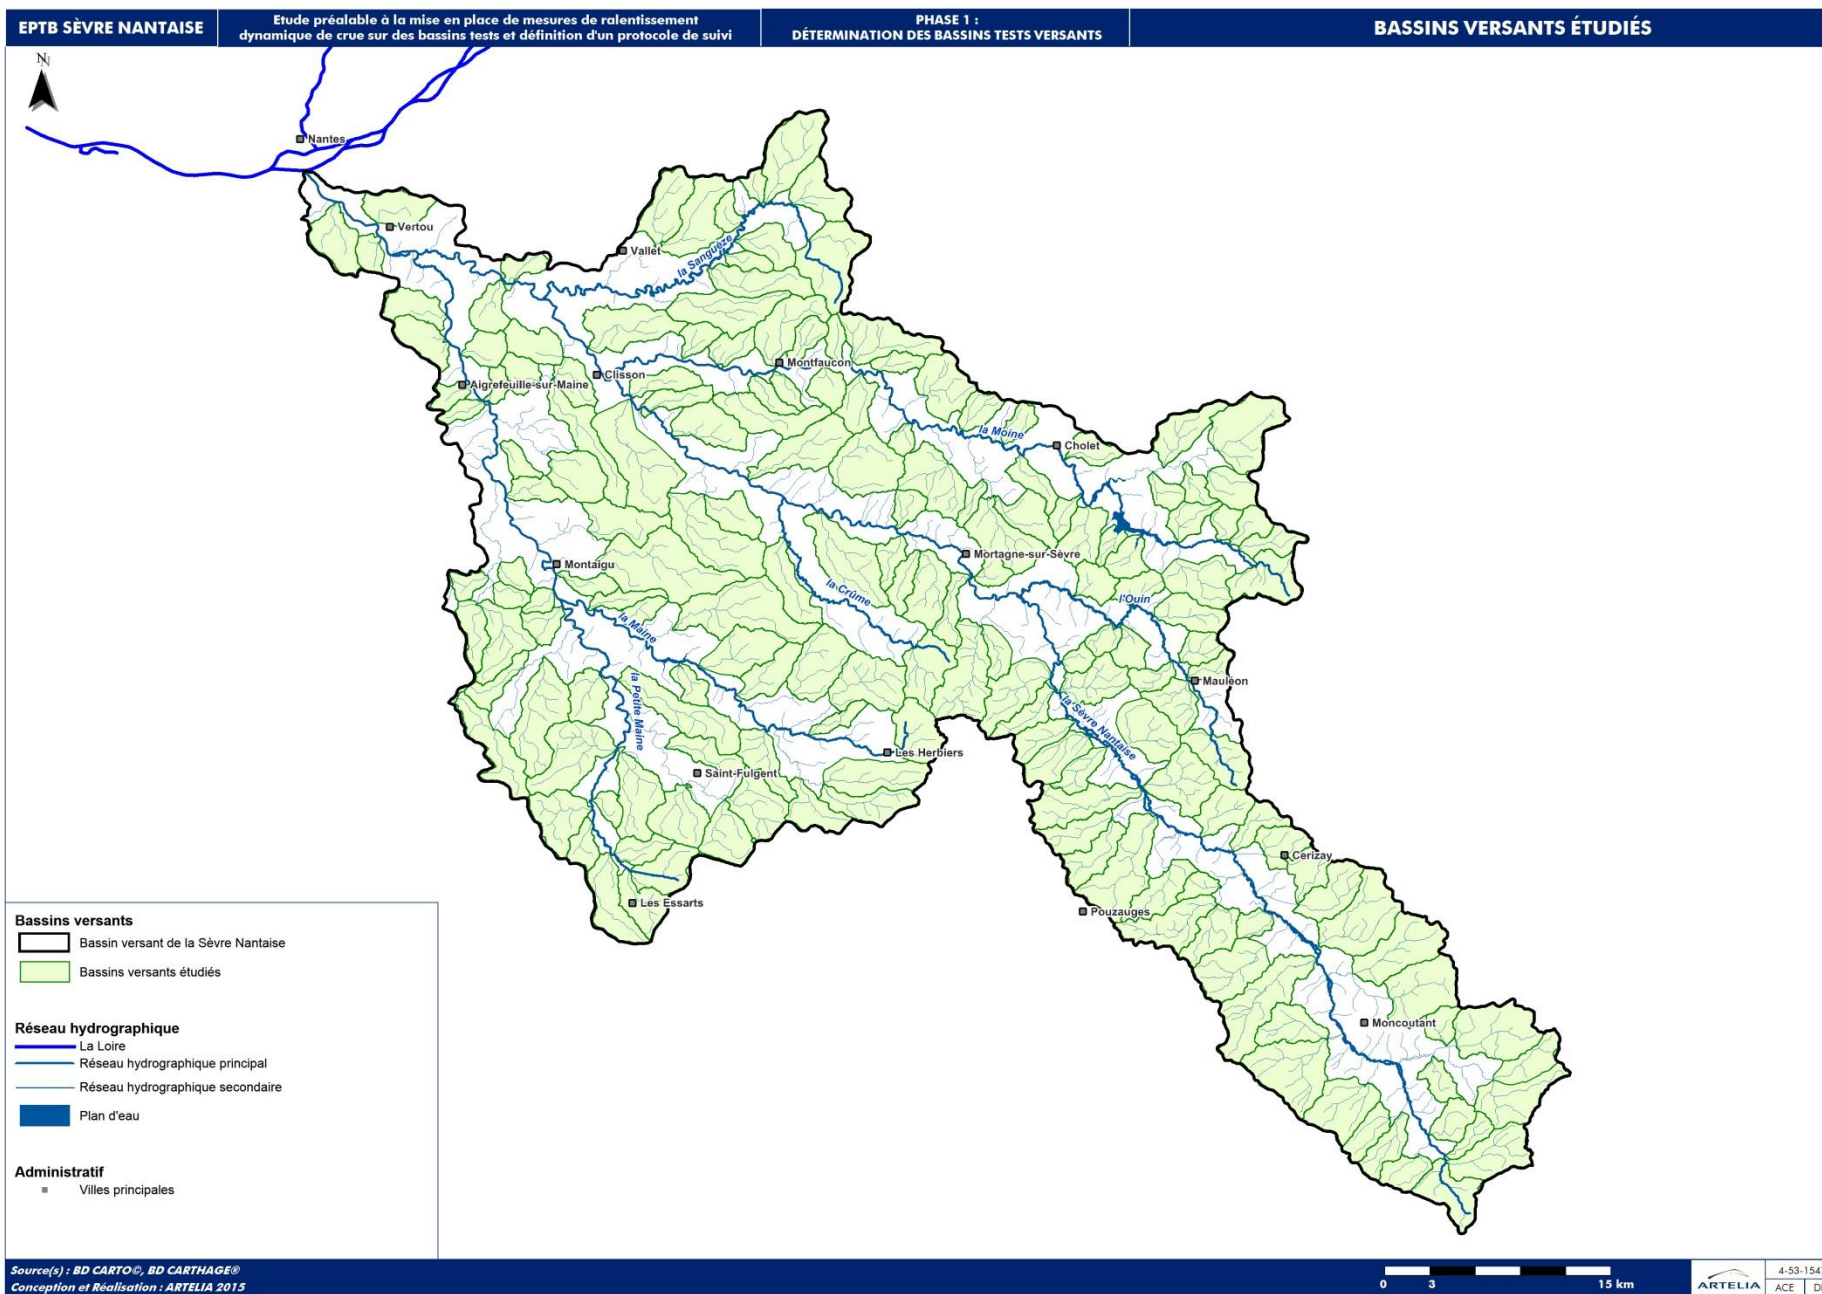 EPTB SÈVRE NANTAISE
Etude préalable à la mise en place de mesures de ralentissement
dynamique de crue sur des bassins tests et définition d'un protocole de suivi
PHASE 1 :
DÉTERMINATION DES BASSINS TESTS VERSANTS
BASSINS VERSANTS ÉTUDIÉS
N
Nantes
Vertou
Vallet
la Sanguèze
Aigrefeuille-sur-Maine
Clisson
Montfaucon
la Moine
Cholet
Montaigu
Mortagne-sur-Sèvre
la Crûme
l'Ouin
la Maine
la Petite Maine
Mauléon
la Sèvre Nantaise
Les Herbiers
Saint-Fulgent
Cerizay
Les Essarts
Pouzauges
Moncoutant
Bassins versants
Bassin versant de la Sèvre Nantaise
Bassins versants étudiés
Réseau hydrographique
La Loire
Réseau hydrographique principal
Réseau hydrographique secondaire
Plan d'eau
Administratif
Villes principales
Source(s) : BD CARTO©, BD CARTHAGE®
Conception et Réalisation : ARTELIA 2015
0 3 15 km
ARTELIA
4-53-154
ACE